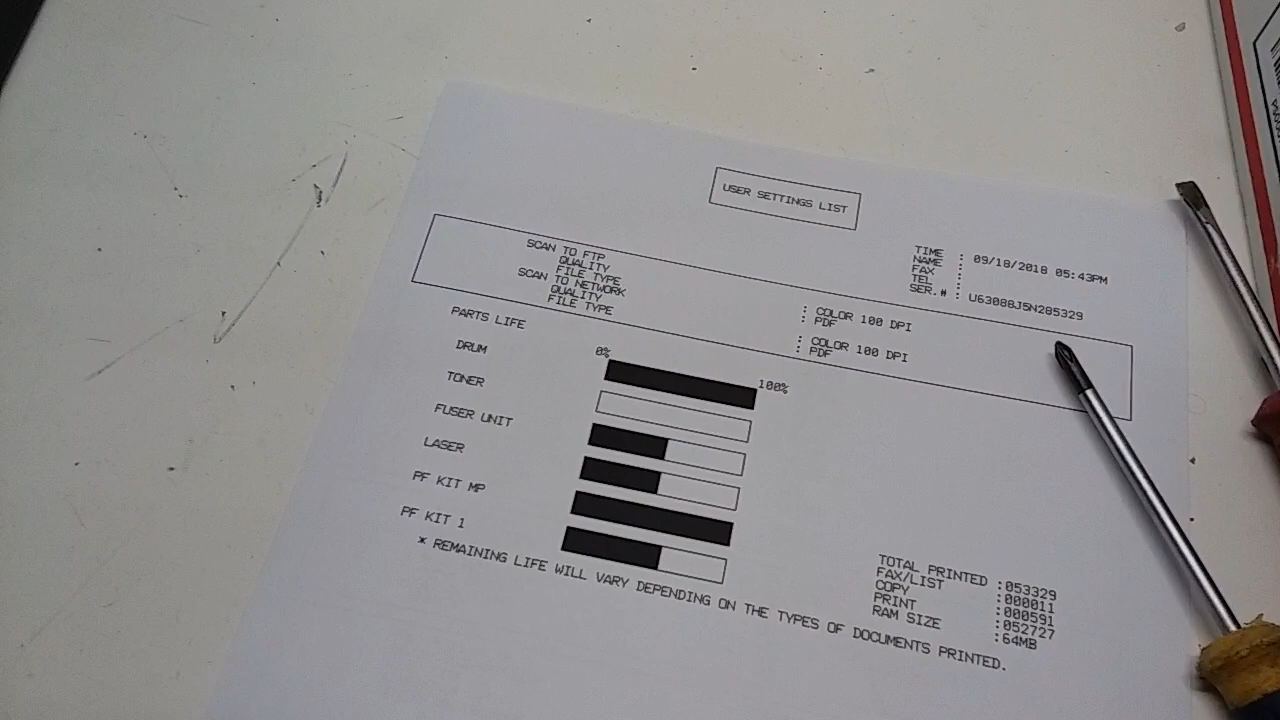 USER SETTINGS LIST
TIME : 09/18/2018 05:43PM
NAME :
FAX :
TEL :
SER.# : U63088J5N285329
SCAN TO FTP
QUALITY : COLOR 100 DPI
FILE TYPE : PDF
SCAN TO NETWORK
QUALITY : COLOR 100 DPI
FILE TYPE : PDF
PARTS LIFE
0% 100%
DRUM
TONER
FUSER UNIT
LASER
PF KIT MP
PF KIT 1
* REMAINING LIFE WILL VARY DEPENDING ON THE TYPES OF DOCUMENTS PRINTED.
TOTAL PRINTED :053329
FAX/LIST :000011
COPY :000591
PRINT :052727
RAM SIZE :64MB